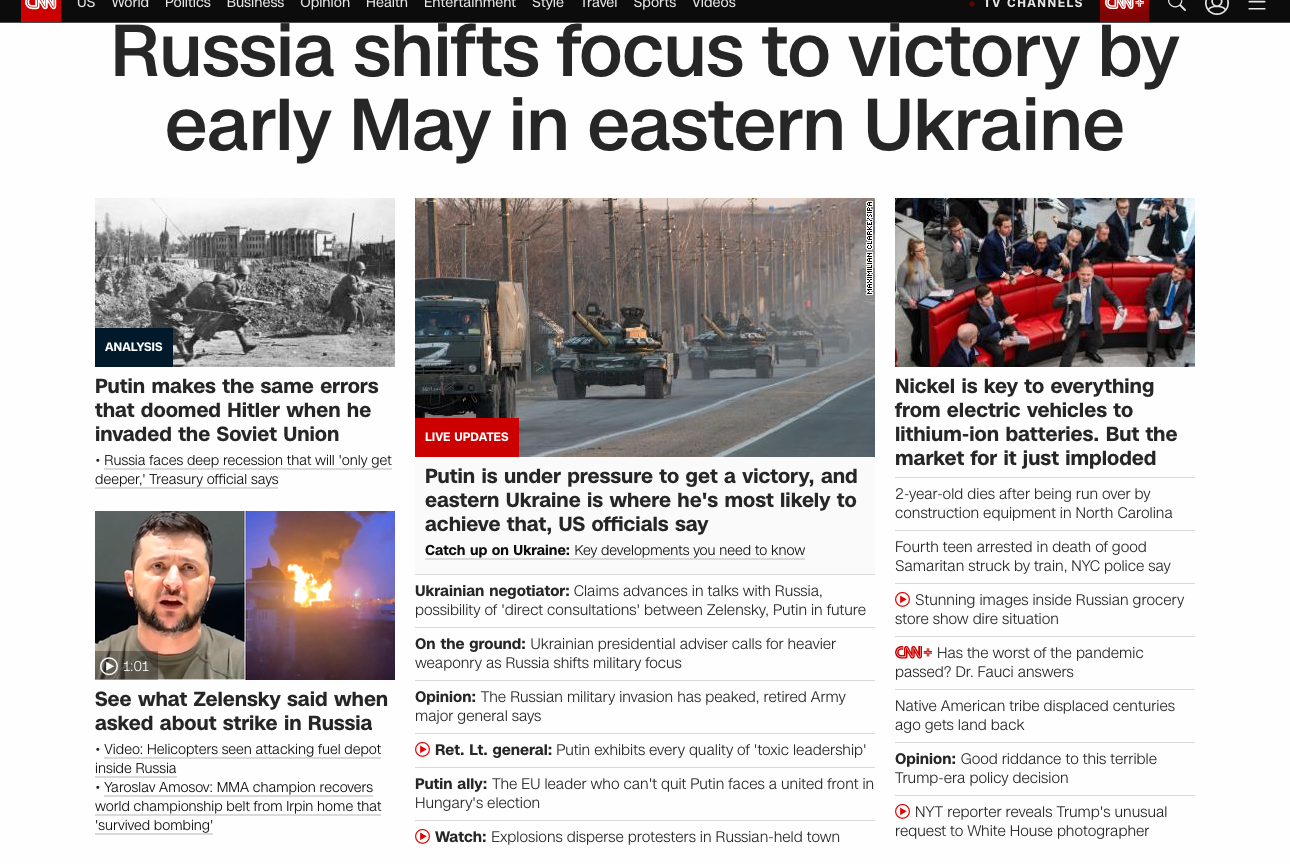 CNN US World Politics Business Opinion Health Entertainment Style Travel Sports Videos TV CHANNELS CNN+
Russia shifts focus to victory by
early May in eastern Ukraine
ANALYSIS
Putin makes the same errors
that doomed Hitler when he
invaded the Soviet Union
• Russia faces deep recession that will 'only get
deeper,' Treasury official says
1:01
See what Zelensky said when
asked about strike in Russia
• Video: Helicopters seen attacking fuel depot
inside Russia
• Yaroslav Amosov: MMA champion recovers
world championship belt from Irpin home that
'survived bombing'
MAXIMILIAN CLARKE/SIPA
LIVE UPDATES
Putin is under pressure to get a victory, and
eastern Ukraine is where he's most likely to
achieve that, US officials say
Catch up on Ukraine: Key developments you need to know
Ukrainian negotiator: Claims advances in talks with Russia,
possibility of 'direct consultations' between Zelensky, Putin in future
On the ground: Ukrainian presidential adviser calls for heavier
weaponry as Russia shifts military focus
Opinion: The Russian military invasion has peaked, retired Army
major general says
Ret. Lt. general: Putin exhibits every quality of 'toxic leadership'
Putin ally: The EU leader who can't quit Putin faces a united front in
Hungary's election
Watch: Explosions disperse protesters in Russian-held town
Nickel is key to everything
from electric vehicles to
lithium-ion batteries. But the
market for it just imploded
2-year-old dies after being run over by
construction equipment in North Carolina
Fourth teen arrested in death of good
Samaritan struck by train, NYC police say
Stunning images inside Russian grocery
store show dire situation
CNN+ Has the worst of the pandemic
passed? Dr. Fauci answers
Native American tribe displaced centuries
ago gets land back
Opinion: Good riddance to this terrible
Trump-era policy decision
NYT reporter reveals Trump's unusual
request to White House photographer